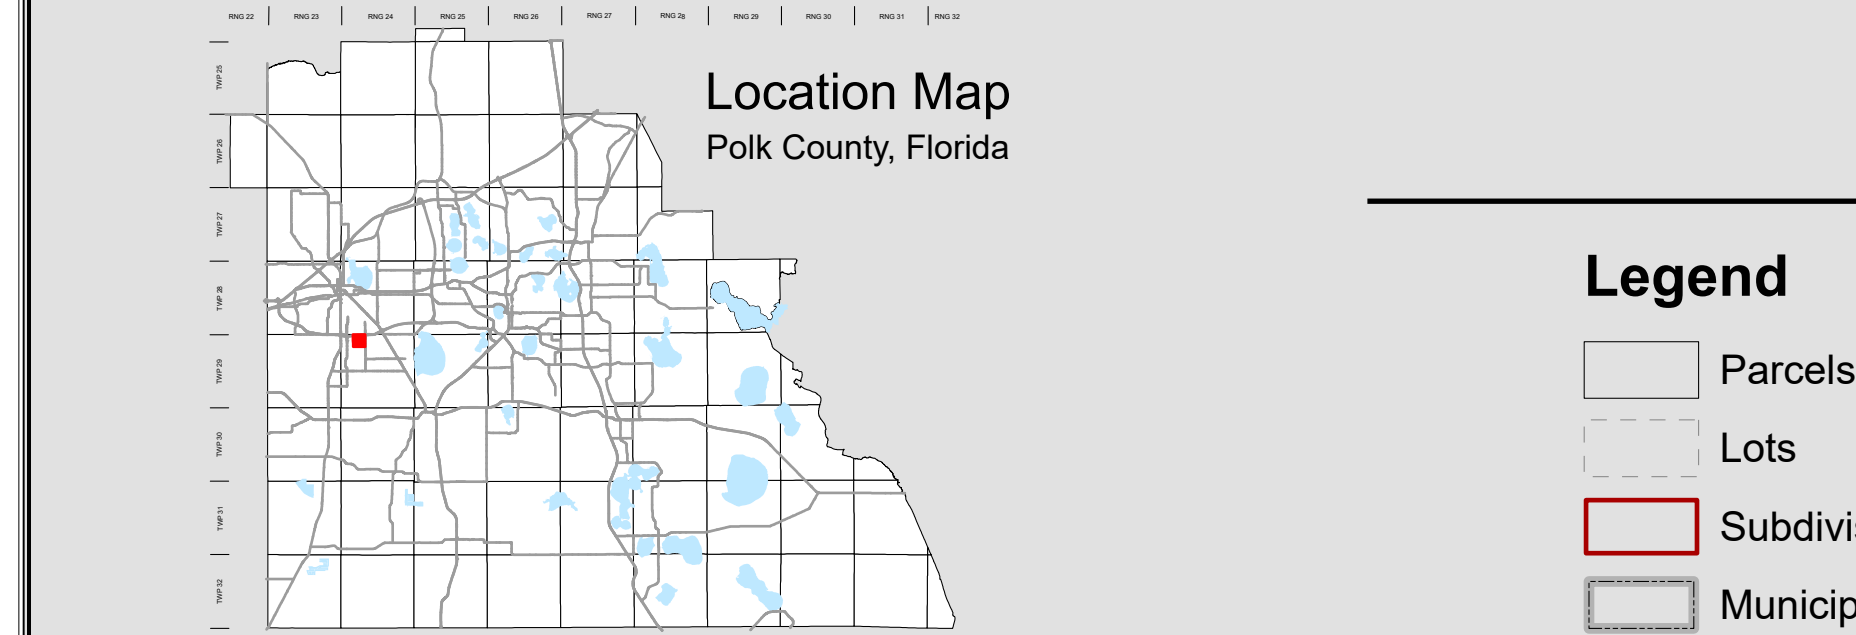 RNG 22 RNG 23 RNG 24 RNG 25 RNG 26 RNG 27 RNG 28 RNG 29 RNG 30 RNG 31 RNG 32
TWP 25
Location Map
Polk County, Florida
TWP 26
TWP 27
TWP 28
Legend
TWP 29
Parcels
TWP 30
Lots
TWP 31
Subdivis
TWP 32
Municip